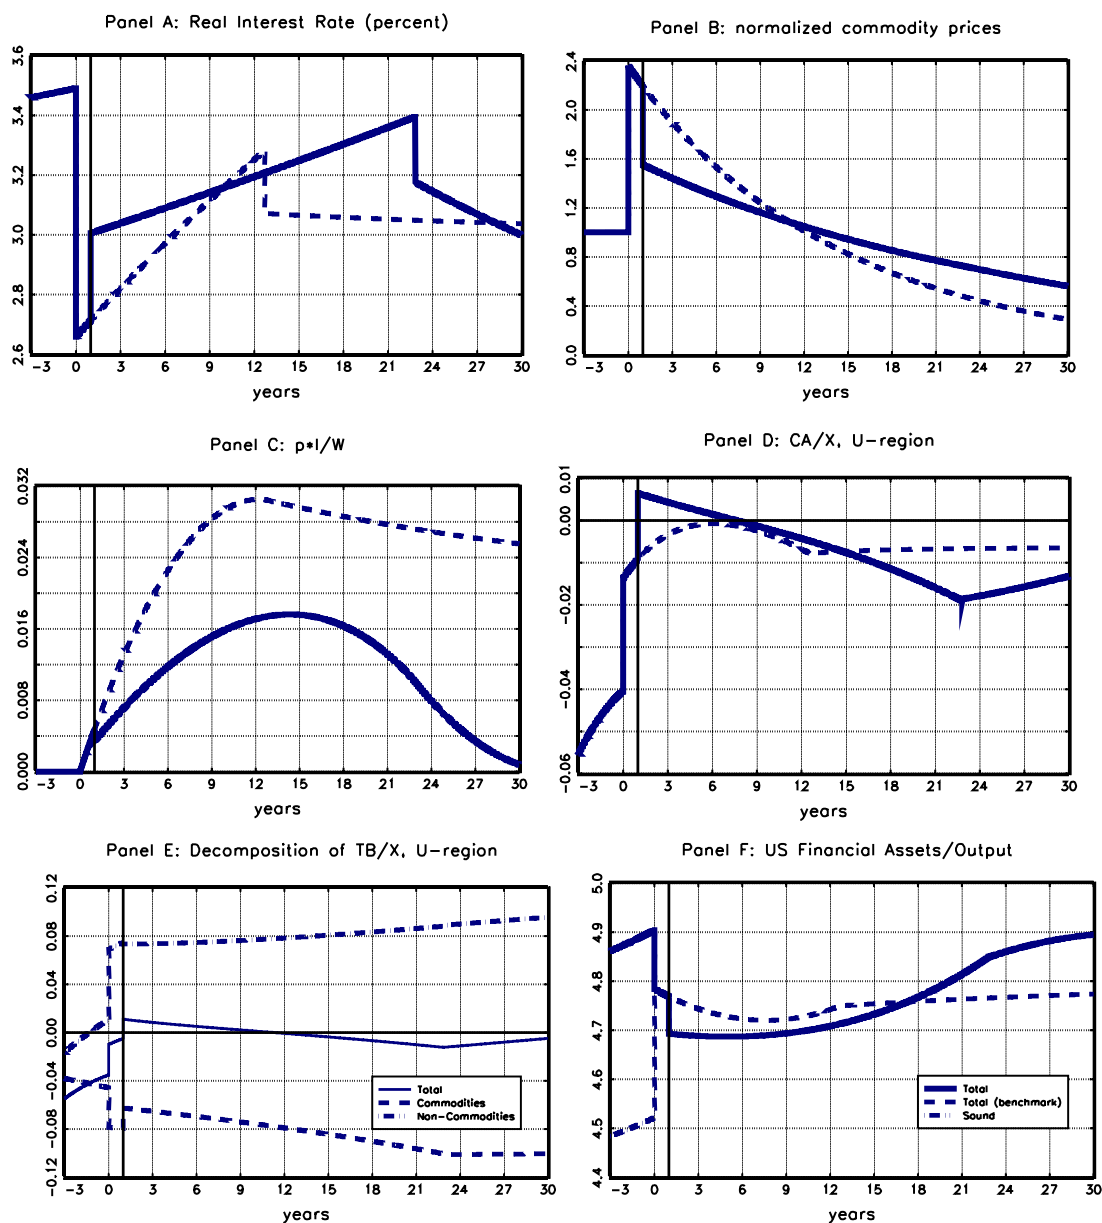 Panel A: Real Interest Rate (percent)
3.6
3.4
3.2
3.0
2.8
2.6
-3 0 3 6 9 12 15 18 21 24 27 30
years
Panel B: normalized commodity prices
2.4
2.0
1.6
1.2
0.8
0.4
0.0
-3 0 3 6 9 12 15 18 21 24 27 30
years
Panel C: p*I/W
0.032
0.024
0.016
0.008
0.000
-3 0 3 6 9 12 15 18 21 24 27 30
years
Panel D: CA/X, U-region
0.01
0.00
-0.02
-0.04
-0.06
-3 0 3 6 9 12 15 18 21 24 27 30
years
Panel E: Decomposition of TB/X, U-region
0.12
0.08
0.04
0.00
-0.04
-0.08
-0.12
Total
Commodities
Non-Commodities
-3 0 3 6 9 12 15 18 21 24 27 30
years
Panel F: US Financial Assets/Output
5.0
4.9
4.8
4.7
4.6
4.5
4.4
Total
Total (benchmark)
Sound
-3 0 3 6 9 12 15 18 21 24 27 30
years